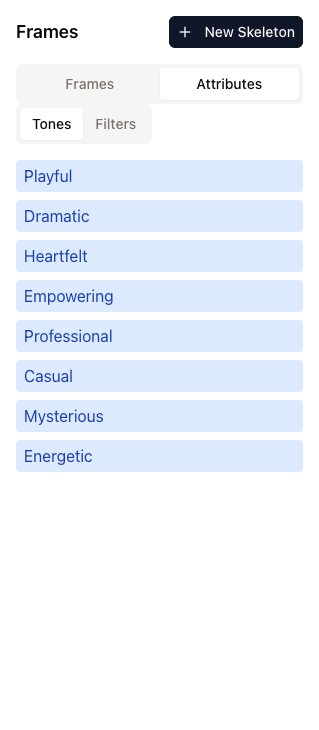 Frames
New Skeleton
Frames
Attributes
Tones
Filters
Playful
Dramatic
Heartfelt
Empowering
Professional
Casual
Mysterious
Energetic